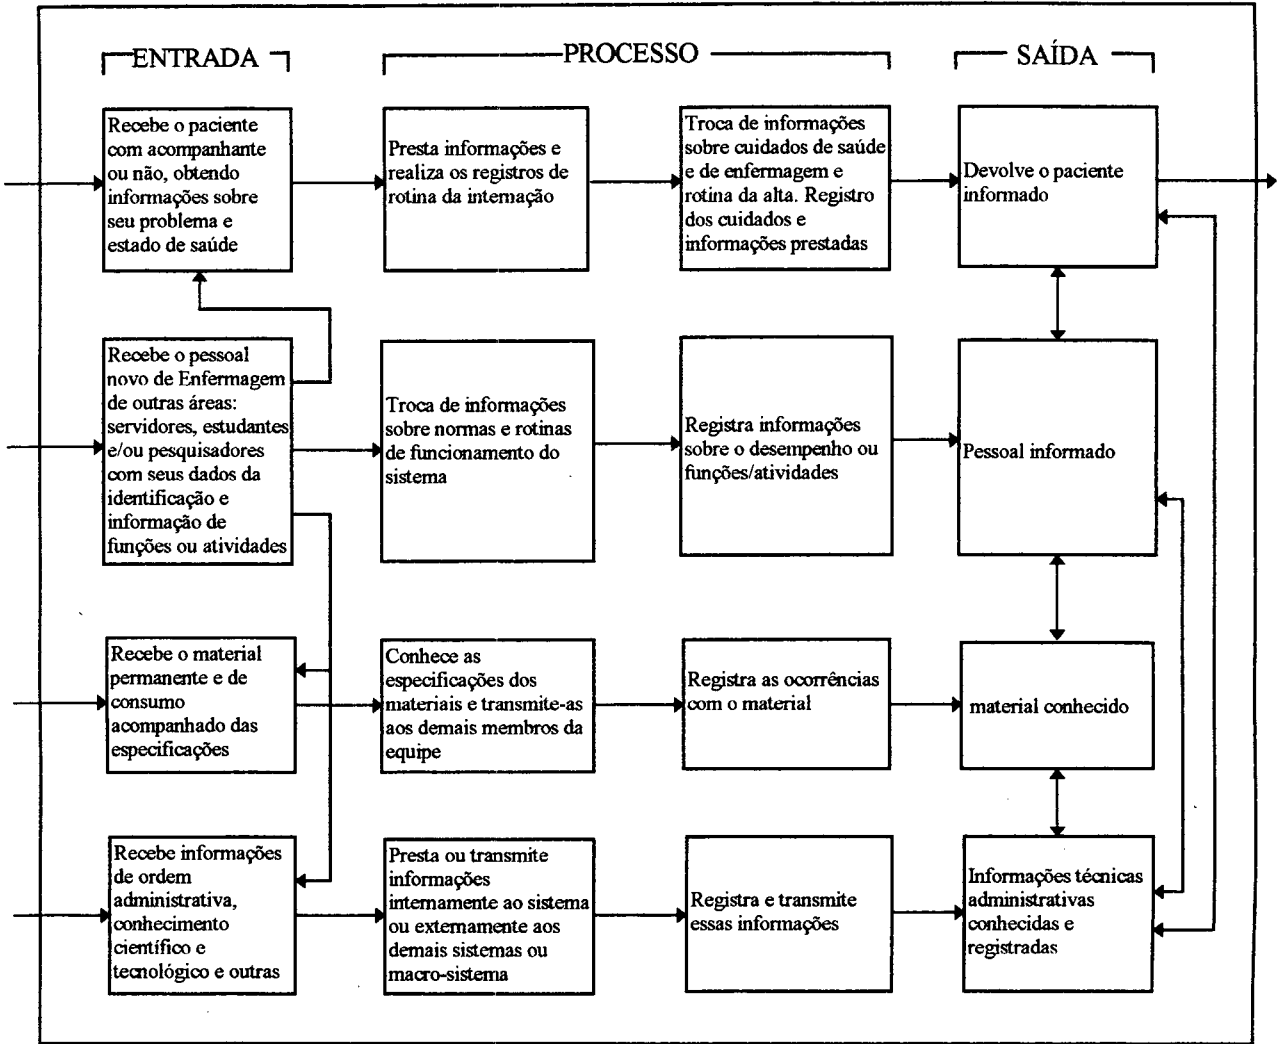 ENTRADA
PROCESSO
SAÍDA
Recebe o paciente
com acompanhante
ou não, obtendo
informações sobre
seu problema e
estado de saúde
Presta informações e
realiza os registros de
rotina da internação
Troca de informações
sobre cuidados de saúde
e de enfermagem e
rotina da alta. Registro
dos cuidados e
informações prestadas
Devolve o paciente
informado
Recebe o pessoal
novo de Enfermagem
de outras áreas:
servidores, estudantes
e/ou pesquisadores
com seus dados da
identificação e
informação de
funções ou atividades
Troca de informações
sobre normas e rotinas
de funcionamento do
sistema
Registra informações
sobre o desempenho ou
funções/atividades
Pessoal informado
Recebe o material
permanente e de
consumo
acompanhado das
especificações
Conhece as
especificações dos
materiais e transmite-as
aos demais membros da
equipe
Registra as ocorrências
com o material
material conhecido
Recebe informações
de ordem
administrativa,
conhecimento
científico e
tecnológico e outras
Presta ou transmite
informações
internamente ao sistema
ou externamente aos
demais sistemas ou
macro-sistema
Registra e transmite
essas informações
Informações técnicas
administrativas
conhecidas e
registradas